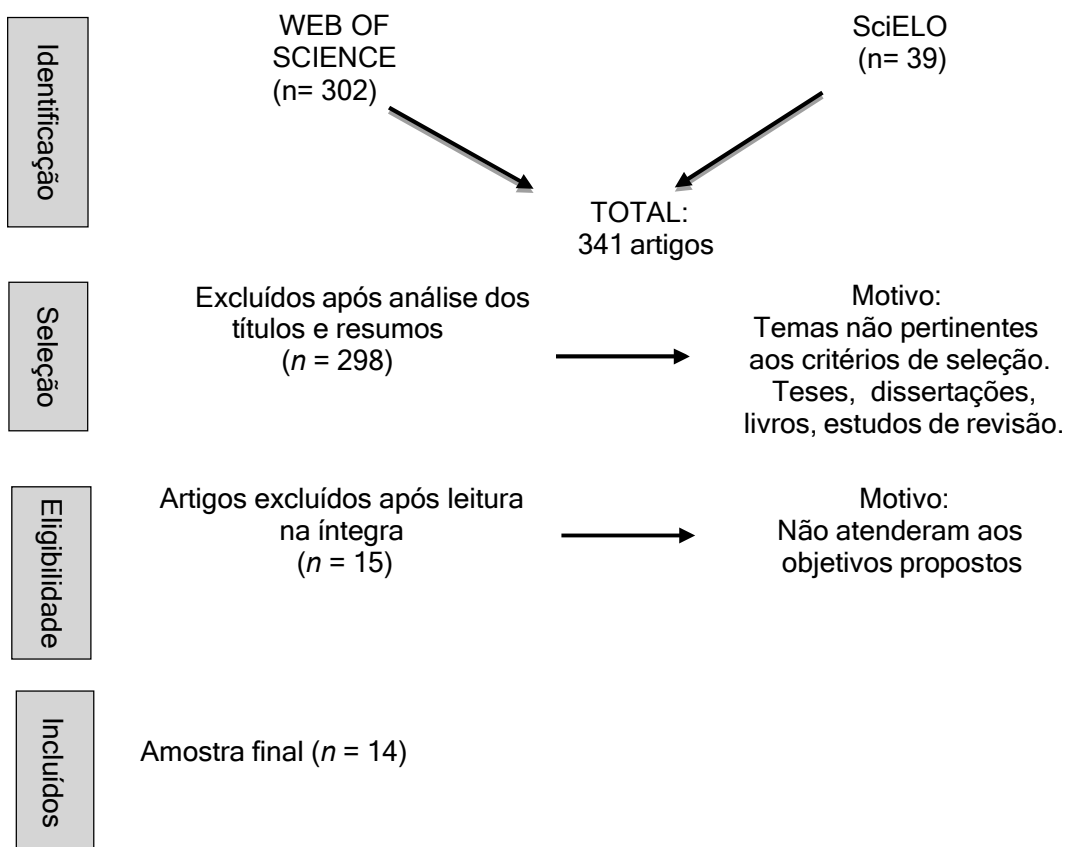 Identificação
WEB OF
SCIENCE
(n= 302)
SciELO
(n= 39)
TOTAL:
341 artigos
Seleção
Excluídos após análise dos
títulos e resumos
(n = 298)
Motivo:
Temas não pertinentes
aos critérios de seleção.
Teses, dissertações,
livros, estudos de revisão.
Eligibilidade
Artigos excluídos após leitura
na íntegra
(n = 15)
Motivo:
Não atenderam aos
objetivos propostos
Incluídos
Amostra final (n = 14)